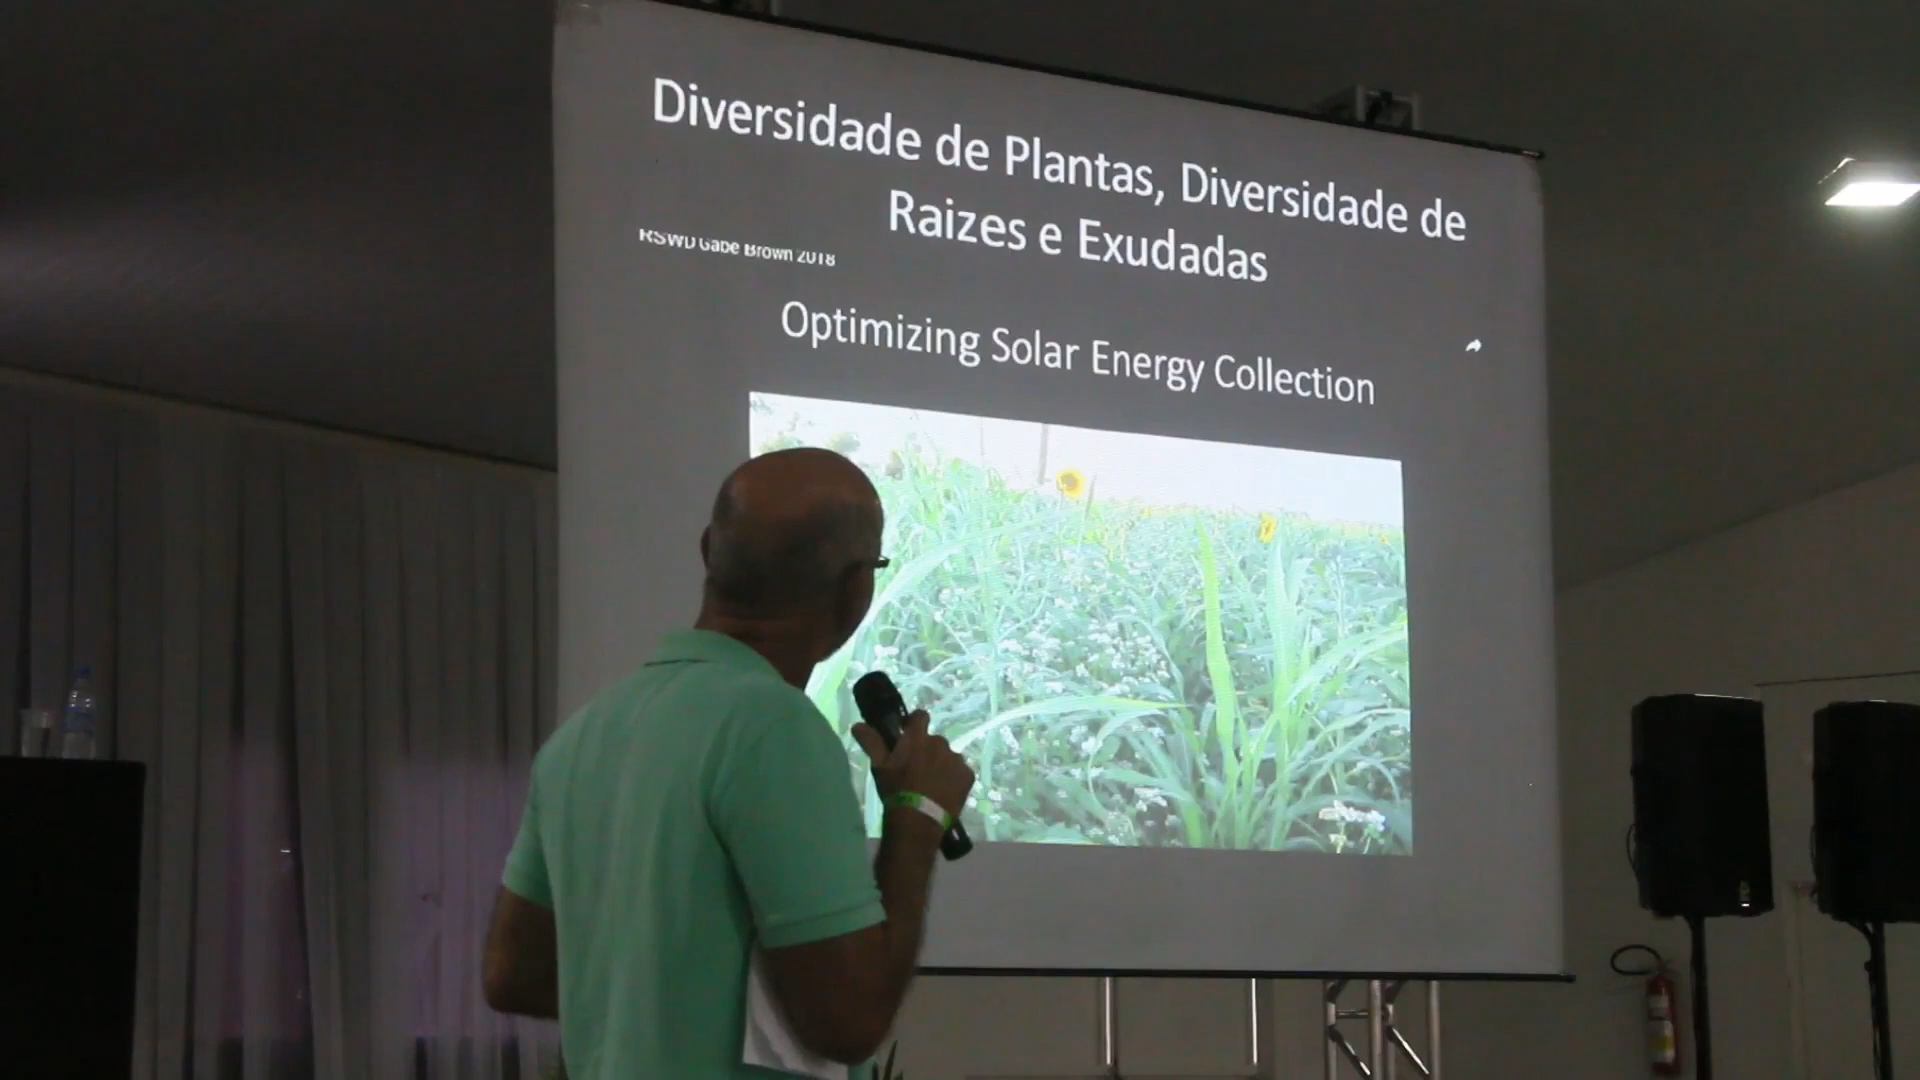 Diversidade de Plantas, Diversidade de
Raizes e Exudadas
RSWD Gabe Brown 2018
Optimizing Solar Energy Collection